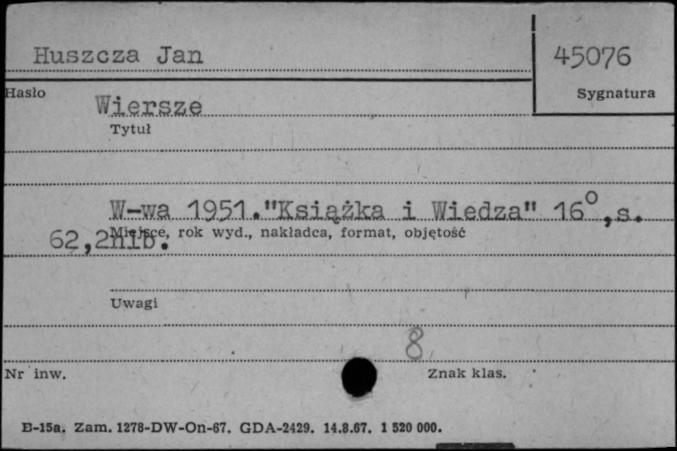 Huszcza Jan
45076
Hasło
Sygnatura
Wiersze
Tytuł
W-wa 1951."Książka i Wiedza" 16°,s.
62,2nlb.
Miejsce, rok wyd., nakładca, format, objętość
Uwagi
8
Nr inw.
Znak klas.
B-15a. Zam. 1278-DW-On-67. GDA-2429. 14.8.67. 1 520 000.